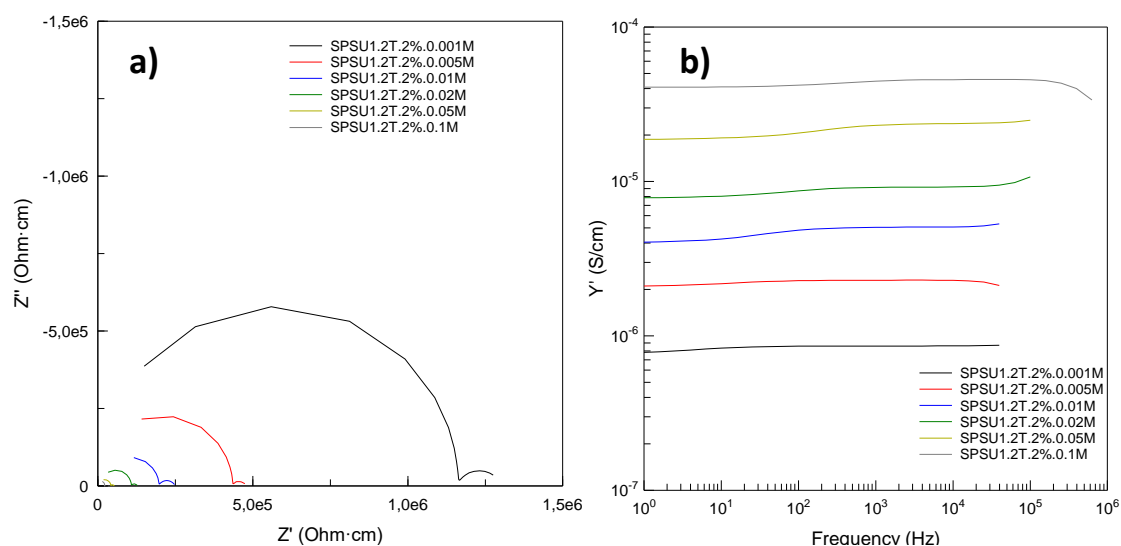 a)
-1,5e6
-1,0e6
-5,0e5
0
Z'' (Ohm·cm)
SPSU1.2T.2%.0.001M
SPSU1.2T.2%.0.005M
SPSU1.2T.2%.0.01M
SPSU1.2T.2%.0.02M
SPSU1.2T.2%.0.05M
SPSU1.2T.2%.0.1M
0 5,0e5 1,0e6 1,5e6
Z' (Ohm·cm)
b)
10⁻⁴
10⁻⁵
10⁻⁶
10⁻⁷
Y' (S/cm)
SPSU1.2T.2%.0.001M
SPSU1.2T.2%.0.005M
SPSU1.2T.2%.0.01M
SPSU1.2T.2%.0.02M
SPSU1.2T.2%.0.05M
SPSU1.2T.2%.0.1M
10⁰ 10¹ 10² 10³ 10⁴ 10⁵ 10⁶
Frequency (Hz)